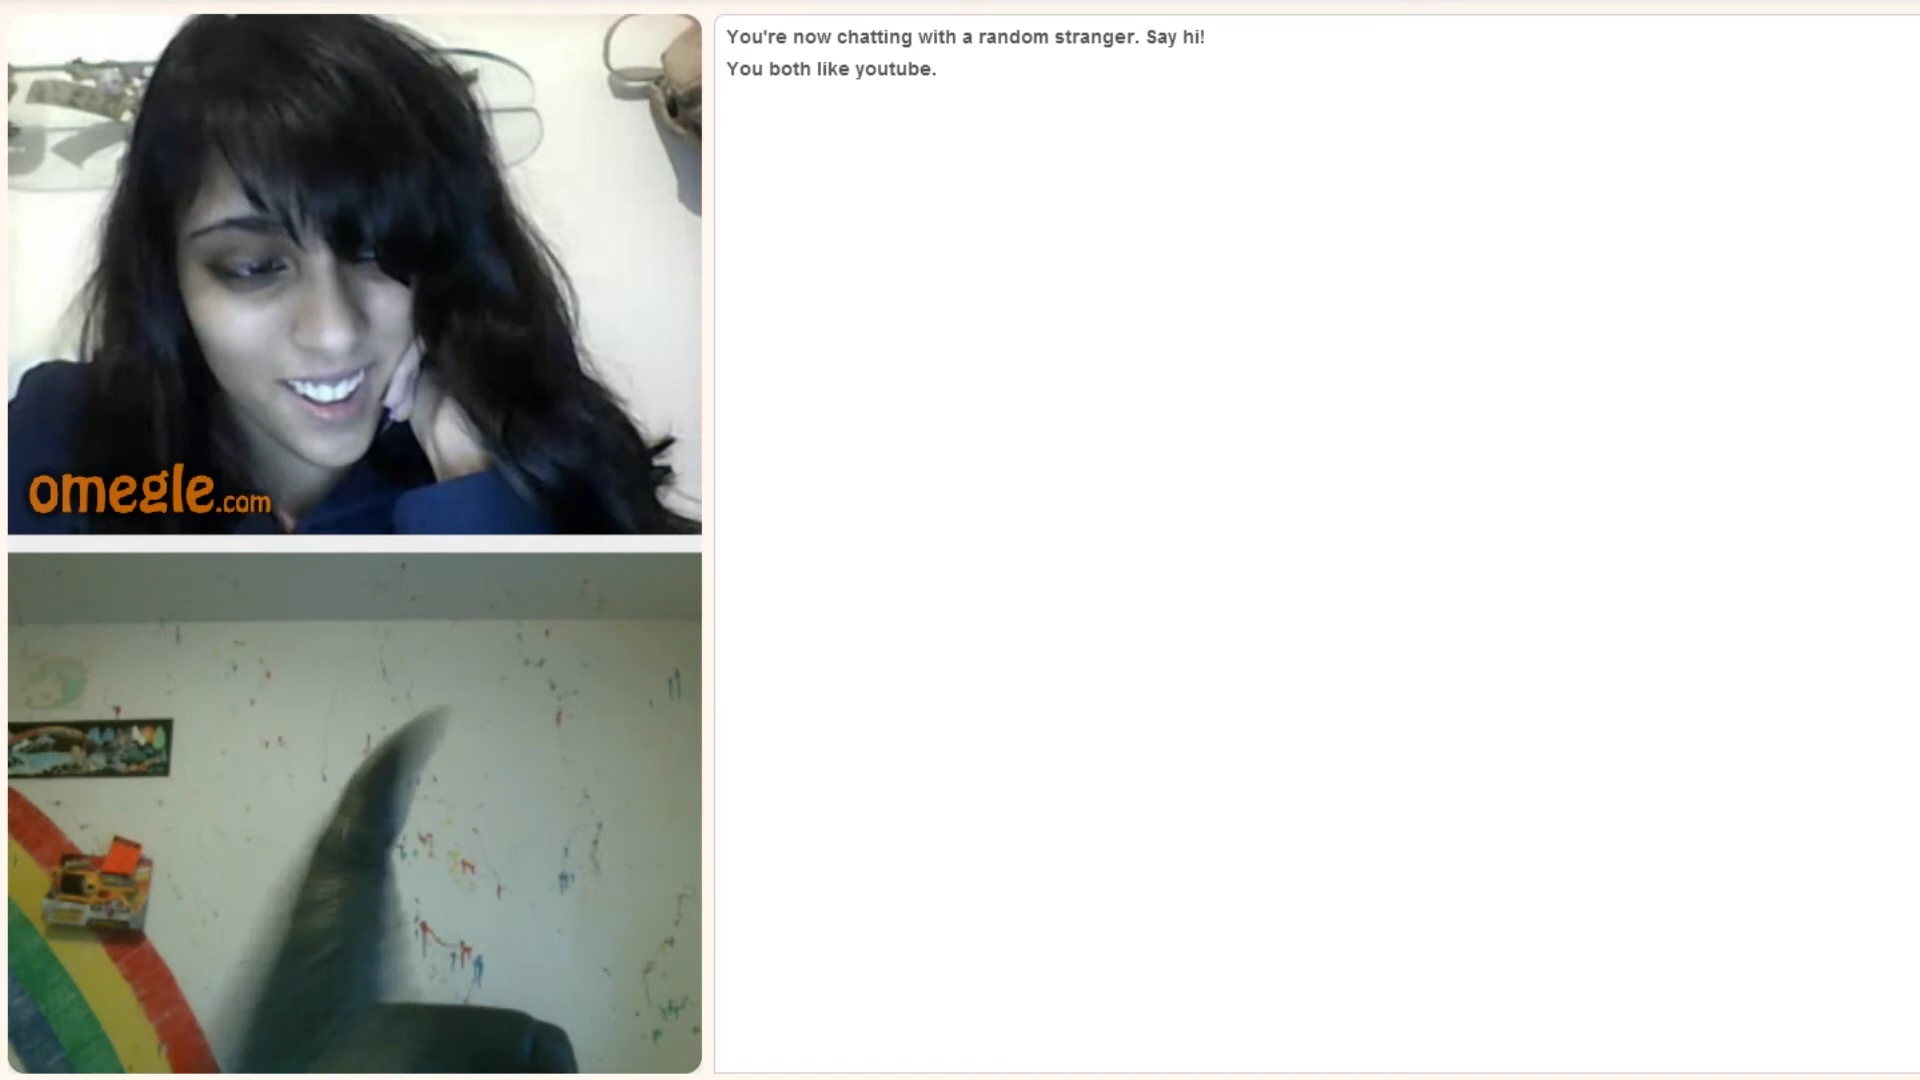 You're now chatting with a random stranger. Say hi!
You both like youtube.
omegle.com